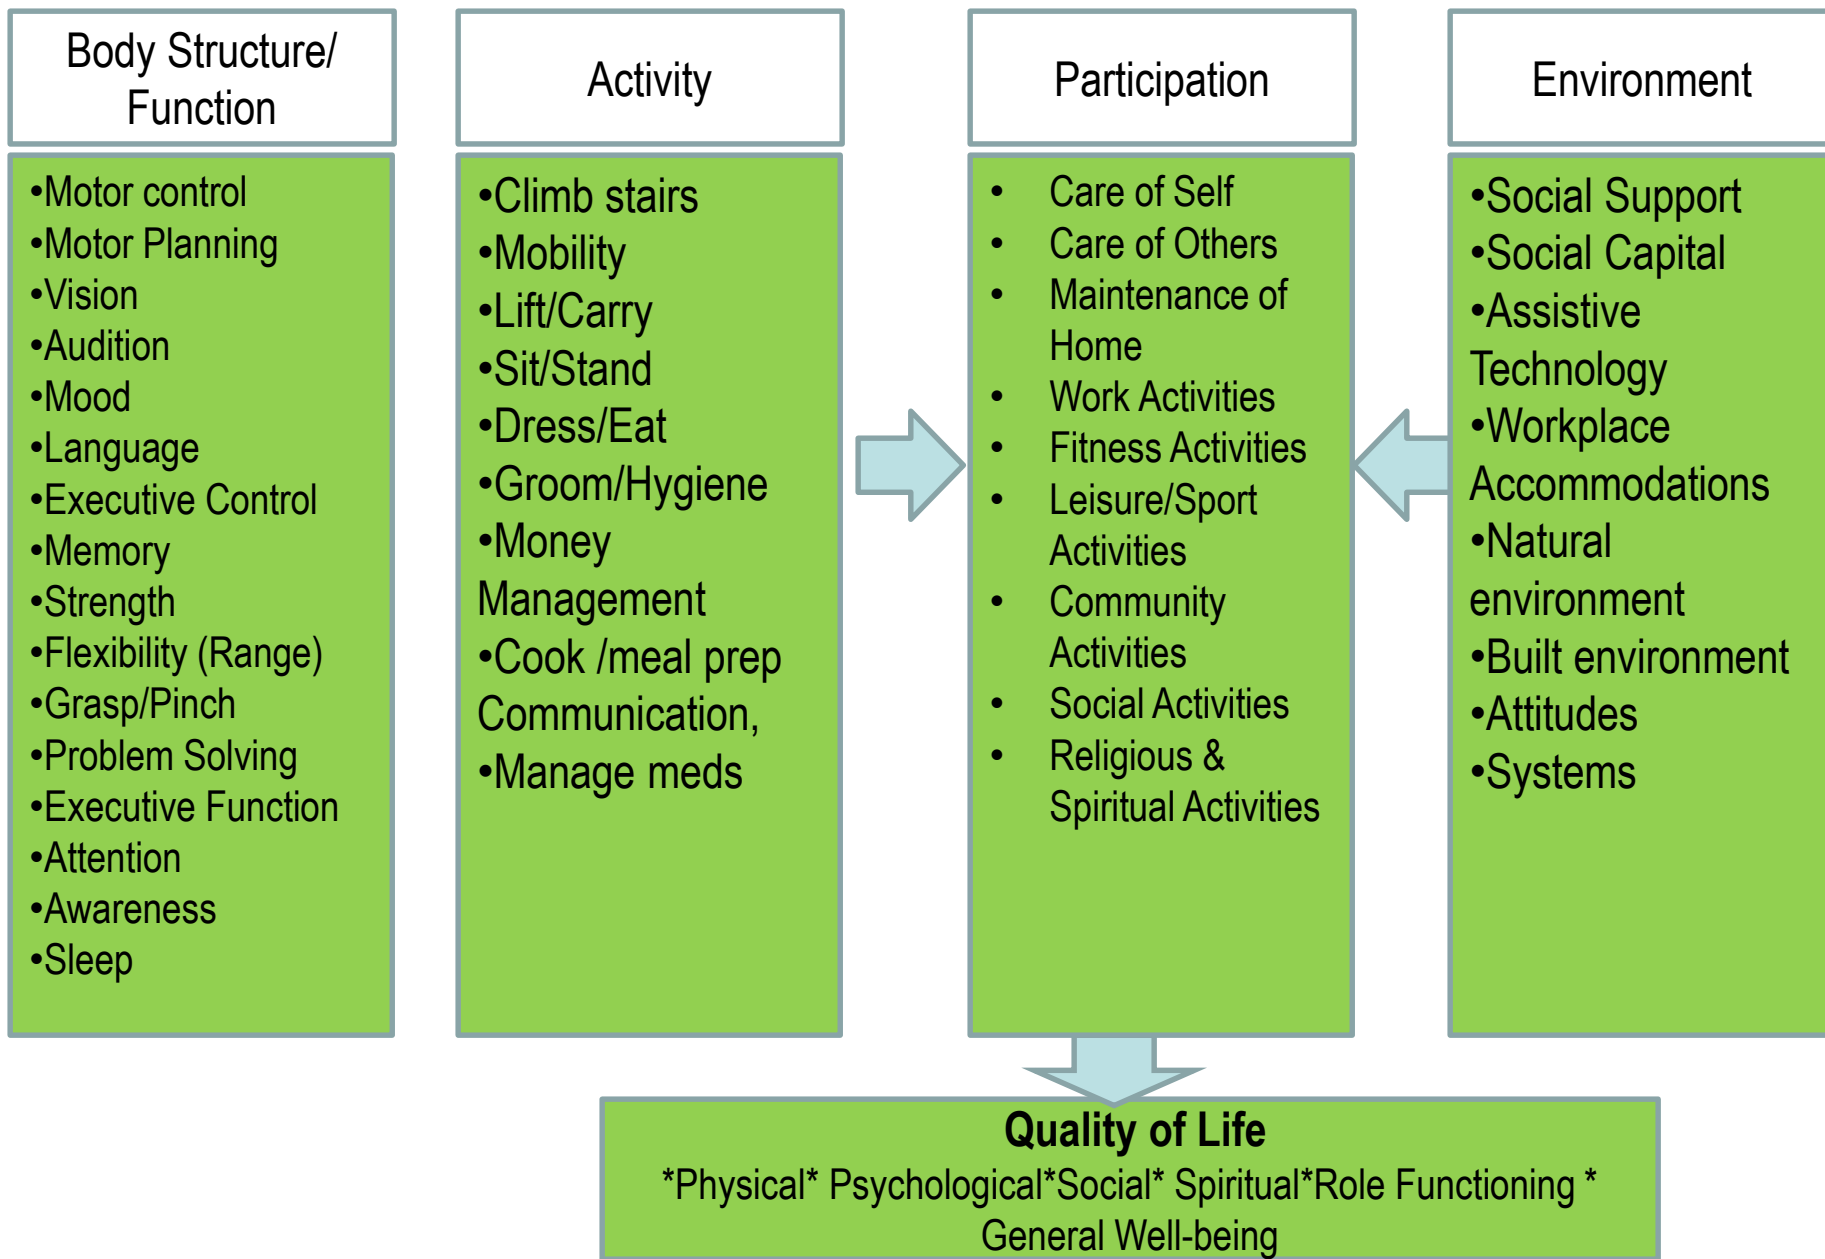 Body Structure/
Function
•Motor control
•Motor Planning
•Vision
•Audition
•Mood
•Language
•Executive Control
•Memory
•Strength
•Flexibility (Range)
•Grasp/Pinch
•Problem Solving
•Executive Function
•Attention
•Awareness
•Sleep
Activity
•Climb stairs
•Mobility
•Lift/Carry
•Sit/Stand
•Dress/Eat
•Groom/Hygiene
•Money
Management
•Cook /meal prep
Communication,
•Manage meds
Participation
• Care of Self
• Care of Others
• Maintenance of
Home
• Work Activities
• Fitness Activities
• Leisure/Sport
Activities
• Community
Activities
• Social Activities
• Religious &
Spiritual Activities
Environment
•Social Support
•Social Capital
•Assistive
Technology
•Workplace
Accommodations
•Natural
environment
•Built environment
•Attitudes
•Systems
Quality of Life
*Physical* Psychological*Social* Spiritual*Role Functioning *
General Well-being